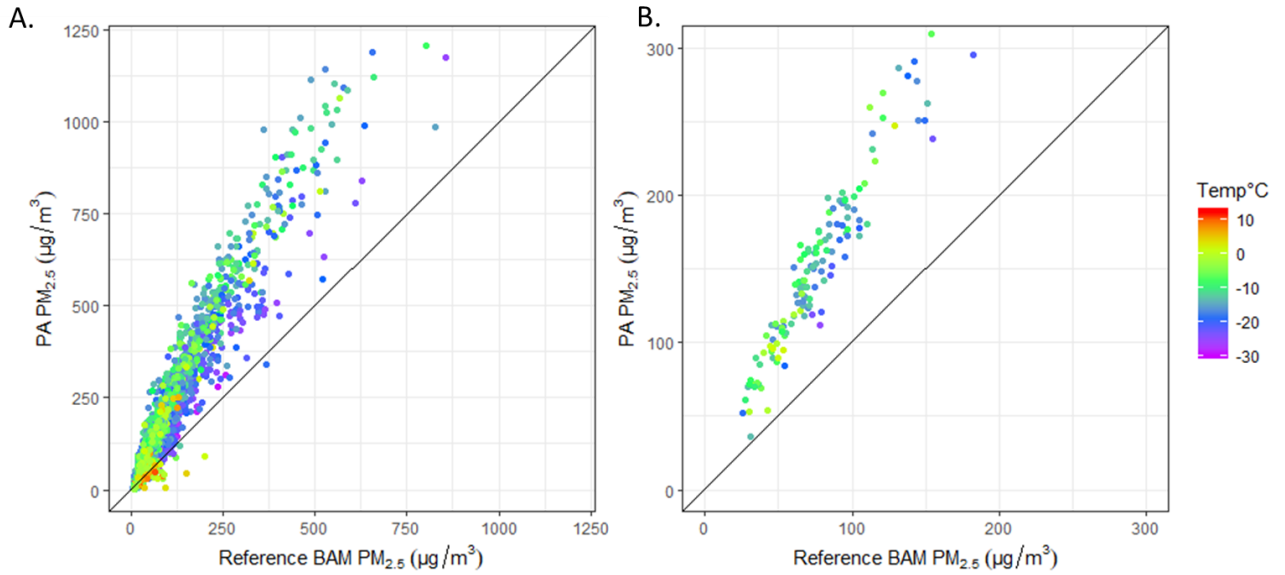 A.
1250
1000
750
500
250
0
PA PM2.5 (µg/m³)
0 250 500 750 1000 1250
Reference BAM PM2.5 (µg/m³)
B.
300
200
100
0
PA PM2.5 (µg/m³)
0 100 200 300
Reference BAM PM2.5 (µg/m³)
Temp°C
10
0
-10
-20
-30